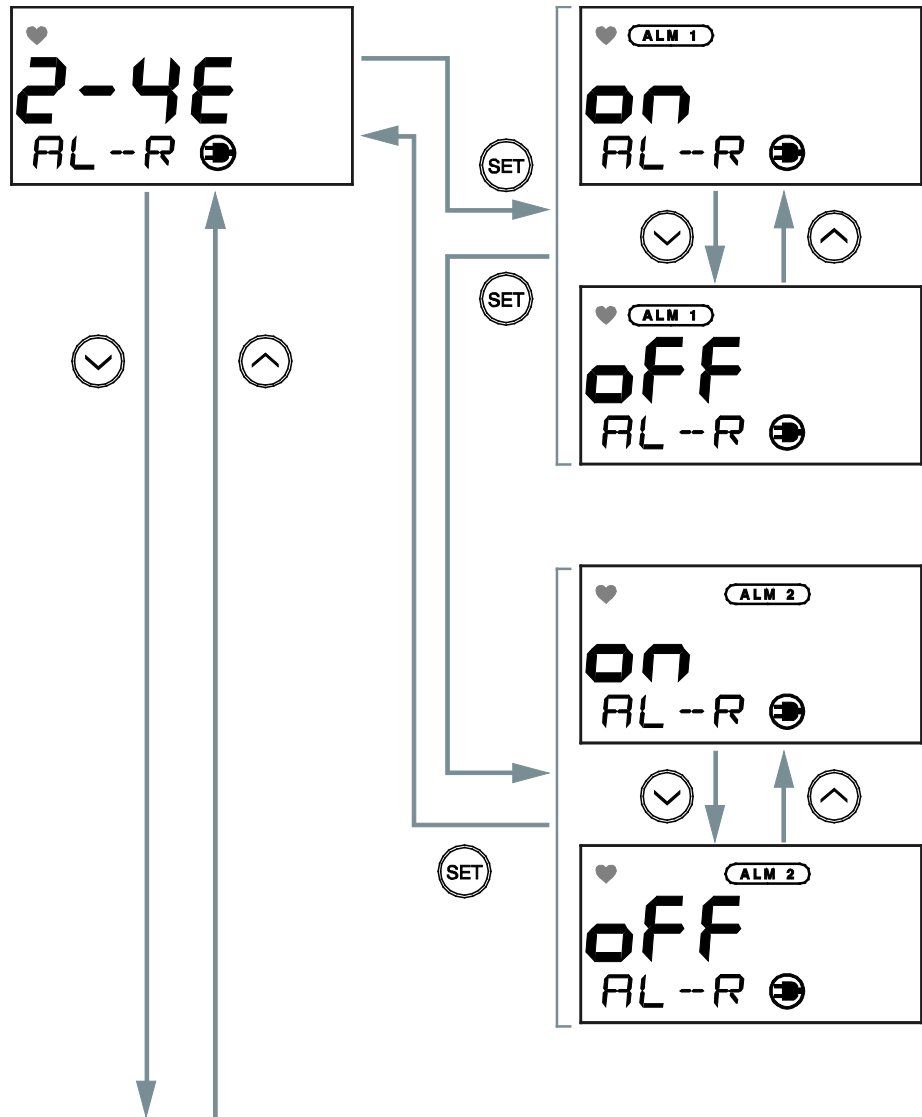 2-4E
AL--R
SET
ALM 1
on
AL--R
SET
ALM 1
oFF
AL--R
ALM 2
on
AL--R
SET
ALM 2
oFF
AL--R